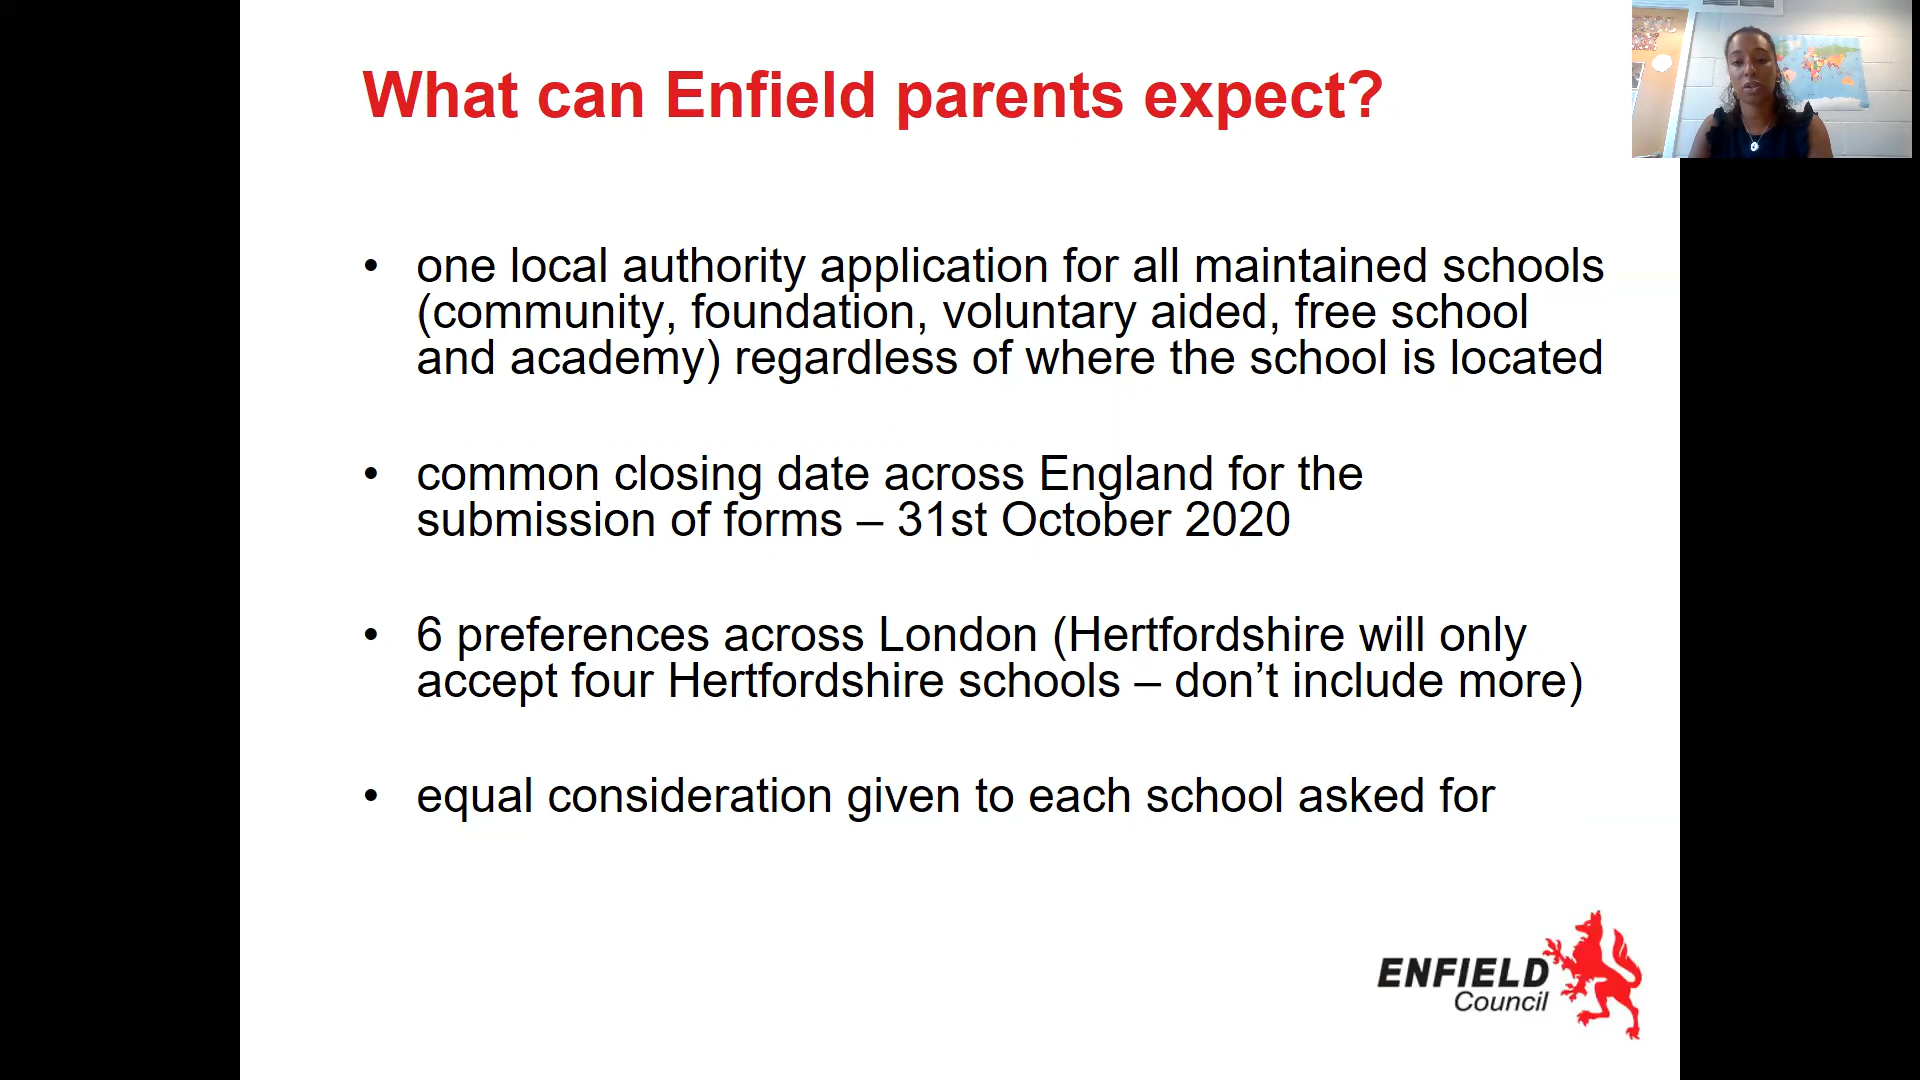 What can Enfield parents expect?
• one local authority application for all maintained schools
(community, foundation, voluntary aided, free school
and academy) regardless of where the school is located
• common closing date across England for the
submission of forms – 31st October 2020
• 6 preferences across London (Hertfordshire will only
accept four Hertfordshire schools – don’t include more)
• equal consideration given to each school asked for
ENFIELD
Council